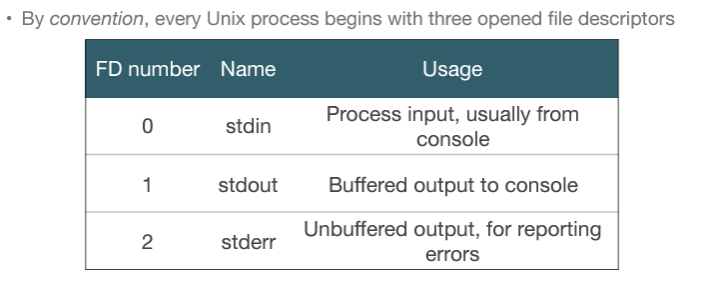 • By convention, every Unix process begins with three opened file descriptors
FD number Name Usage
0 stdin Process input, usually from console
1 stdout Buffered output to console
2 stderr Unbuffered output, for reporting errors